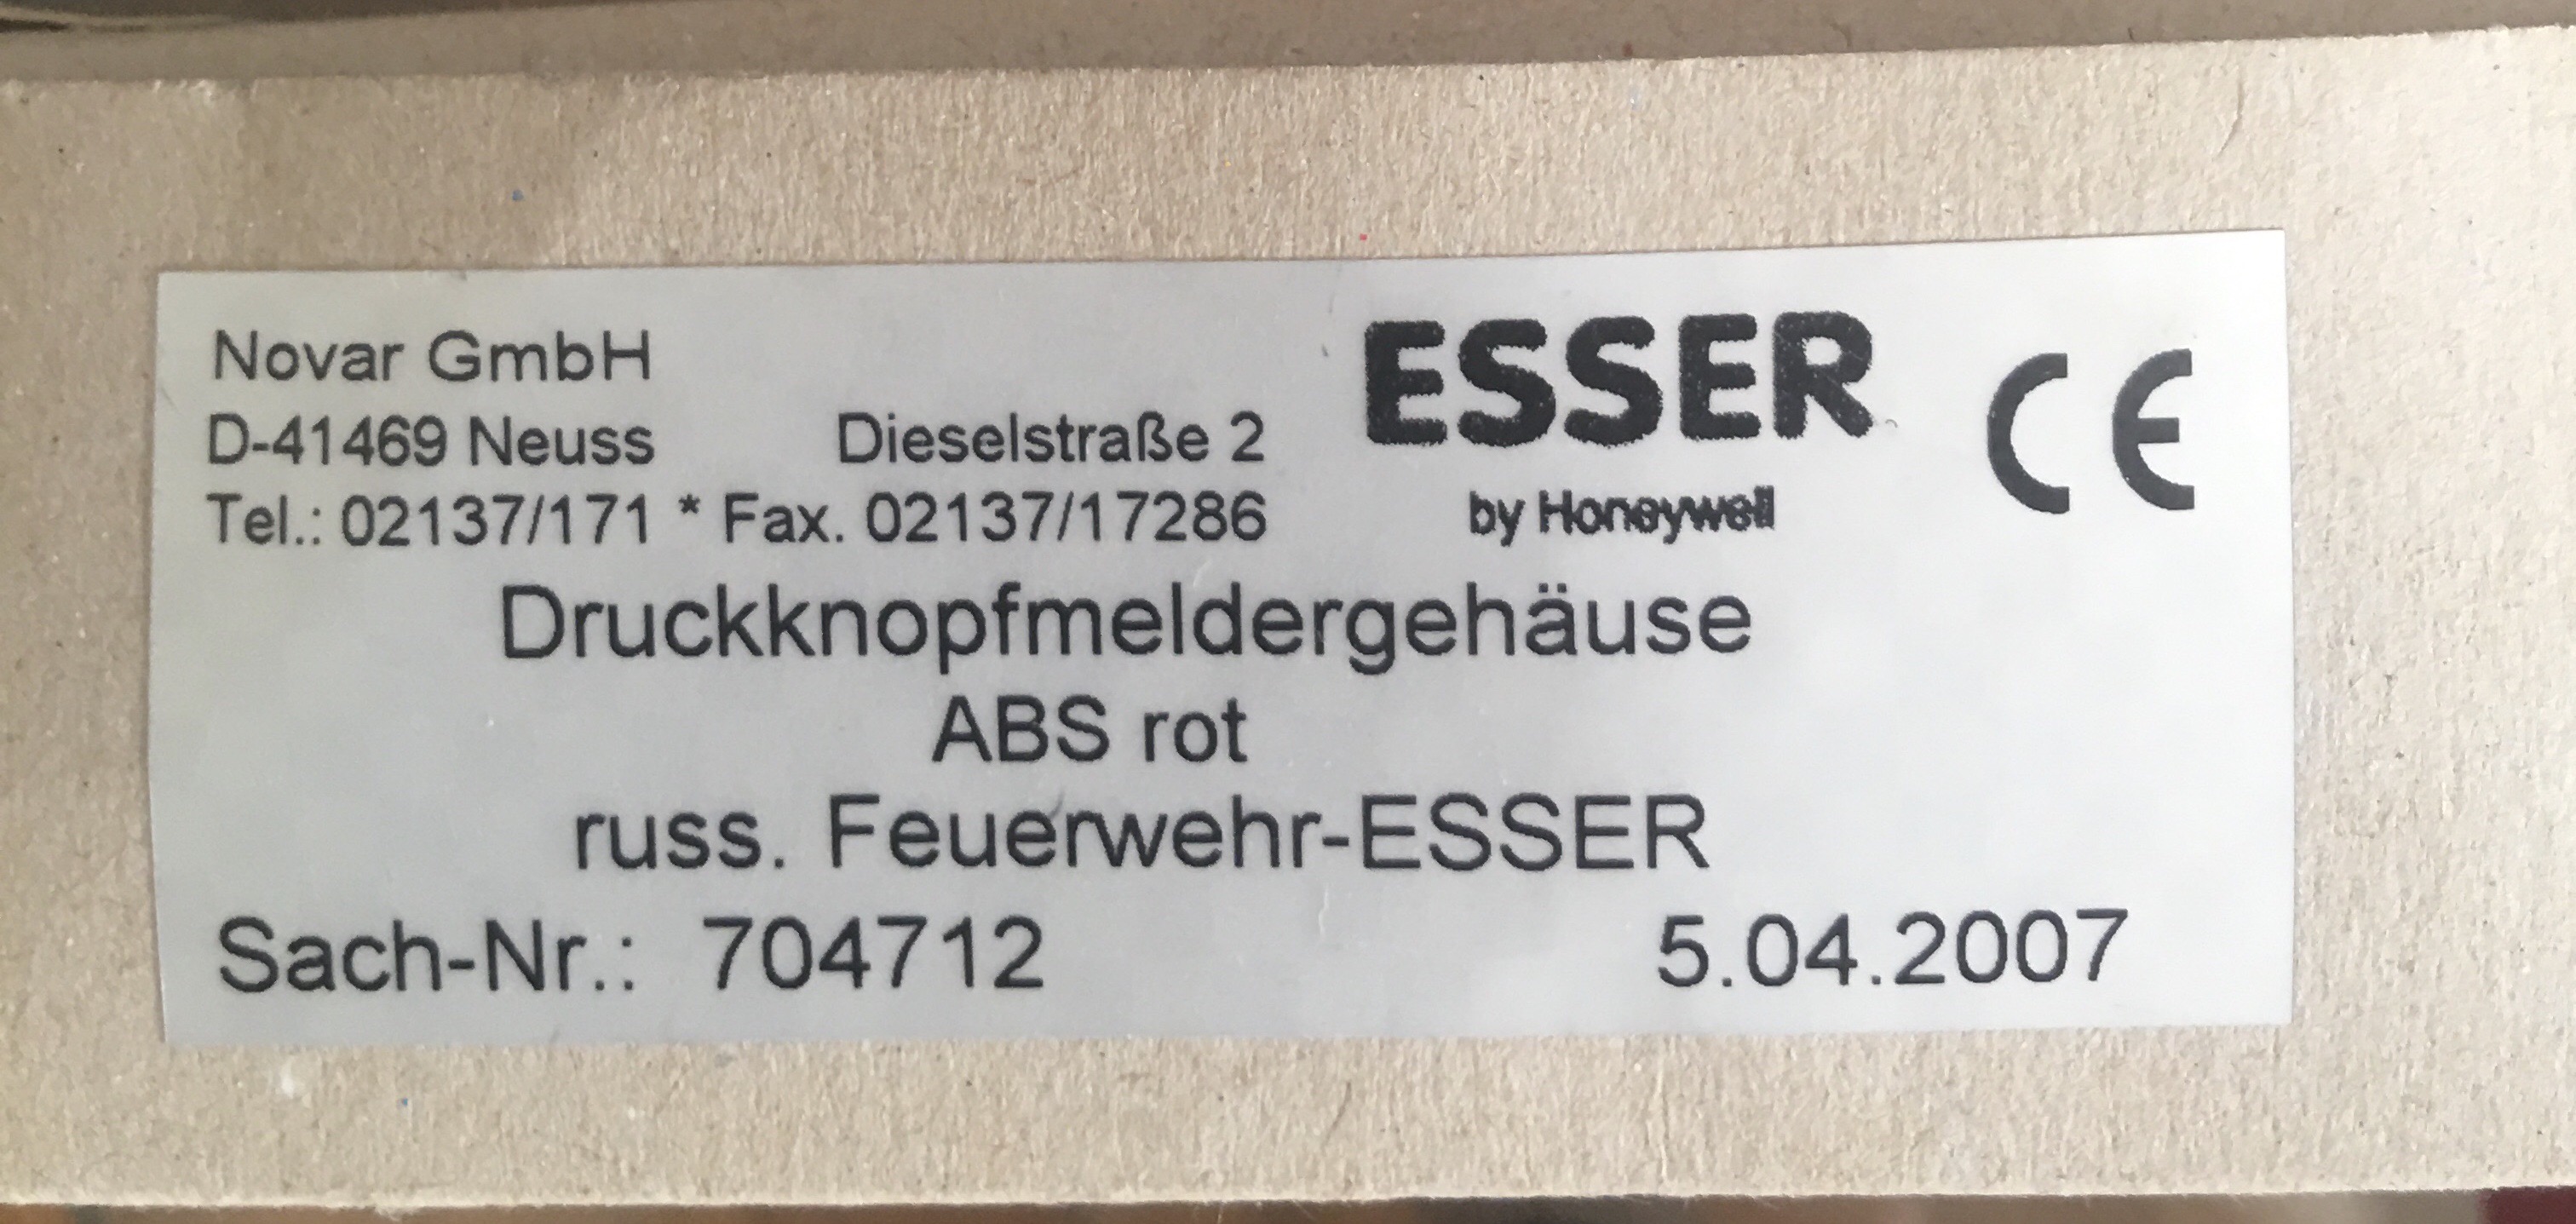 Novar GmbH
D-41469 Neuss Dieselstraße 2
Tel.: 02137/171 * Fax. 02137/17286
ESSER
by Honeywell
CE
Druckknopfmeldergehäuse
ABS rot
russ. Feuerwehr-ESSER
Sach-Nr.: 704712 5.04.2007